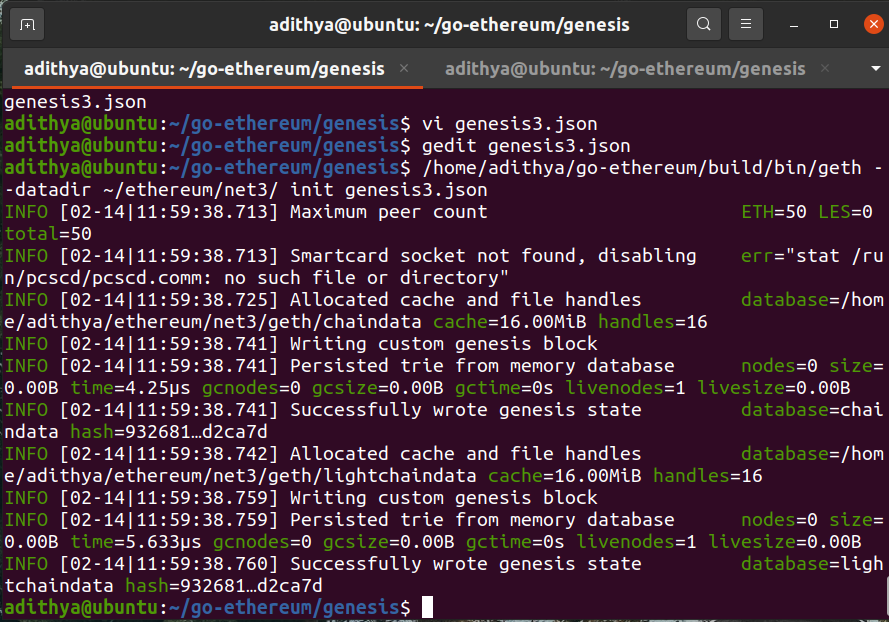 adithya@ubuntu: ~/go-ethereum/genesis
adithya@ubuntu: ~/go-ethereum/genesis × adithya@ubuntu: ~/go-ethereum/genesis ×
genesis3.json
adithya@ubuntu:~/go-ethereum/genesis$ vi genesis3.json
adithya@ubuntu:~/go-ethereum/genesis$ gedit genesis3.json
adithya@ubuntu:~/go-ethereum/genesis$ /home/adithya/go-ethereum/build/bin/geth -
-datadir ~/ethereum/net3/ init genesis3.json
INFO [02-14|11:59:38.713] Maximum peer count                       ETH=50 LES=0
total=50
INFO [02-14|11:59:38.713] Smartcard socket not found, disabling    err="stat /ru
n/pcscd/pcscd.comm: no such file or directory"
INFO [02-14|11:59:38.725] Allocated cache and file handles         database=/hom
e/adithya/ethereum/net3/geth/chaindata cache=16.00MiB handles=16
INFO [02-14|11:59:38.741] Writing custom genesis block
INFO [02-14|11:59:38.741] Persisted trie from memory database      nodes=0 size=
0.00B time=4.25µs gcnodes=0 gcsize=0.00B gctime=0s livenodes=1 livesize=0.00B
INFO [02-14|11:59:38.741] Successfully wrote genesis state         database=chai
ndata hash=932681…d2ca7d
INFO [02-14|11:59:38.742] Allocated cache and file handles         database=/hom
e/adithya/ethereum/net3/geth/lightchaindata cache=16.00MiB handles=16
INFO [02-14|11:59:38.759] Writing custom genesis block
INFO [02-14|11:59:38.759] Persisted trie from memory database      nodes=0 size=
0.00B time=5.633µs gcnodes=0 gcsize=0.00B gctime=0s livenodes=1 livesize=0.00B
INFO [02-14|11:59:38.760] Successfully wrote genesis state         database=ligh
tchaindata hash=932681…d2ca7d
adithya@ubuntu:~/go-ethereum/genesis$